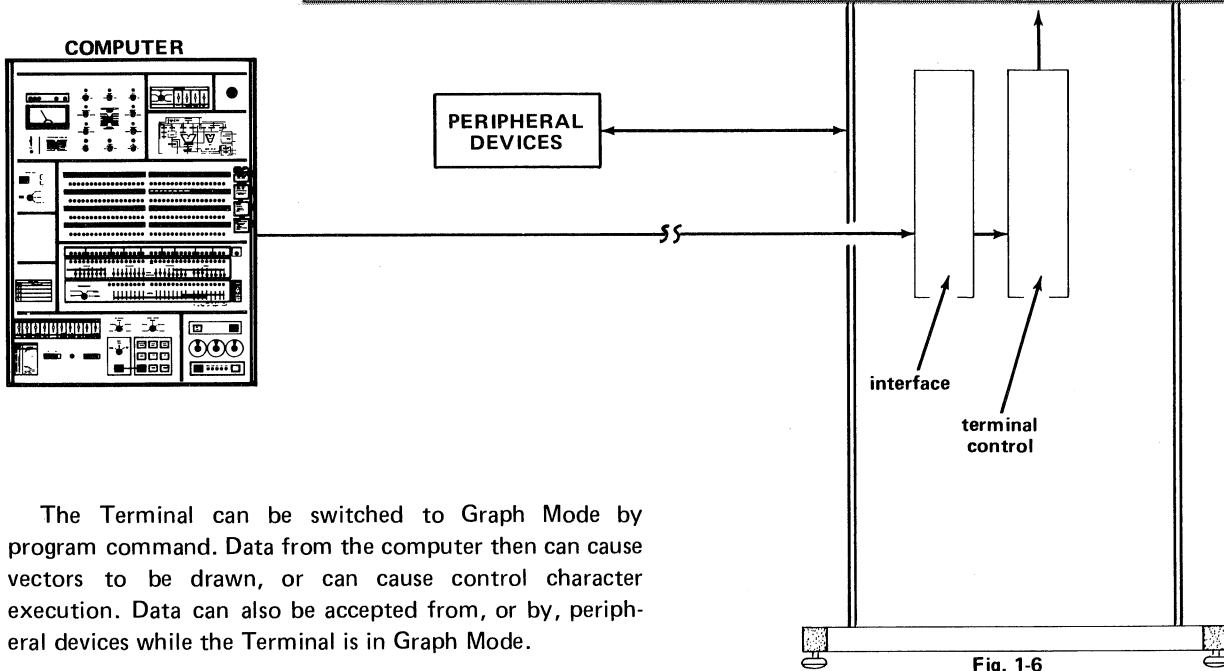 COMPUTER
PERIPHERAL
DEVICES
interface
terminal
control
The Terminal can be switched to Graph Mode by
program command. Data from the computer then can cause
vectors to be drawn, or can cause control character
execution. Data can also be accepted from, or by, periph-
eral devices while the Terminal is in Graph Mode.
Fig. 1-6